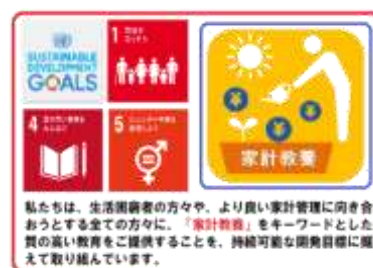 SUSTAINABLE
DEVELOPMENT
GOALS
1
4
5
家計教養
私たちは、生活困窮者の方々や、より良い家計管理に向き合
おうとする全ての方々に、「家計教養」をキーワードとした
質の高い教育をご提供することを、持続可能な開発目標に据
えて取り組んでいます。